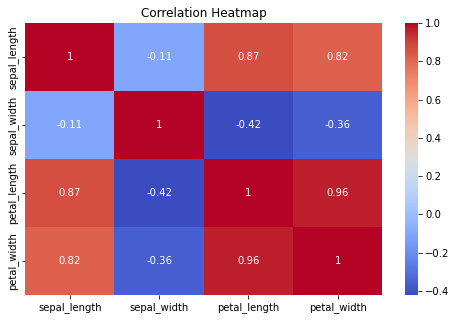 Correlation Heatmap
sepal_length 1 -0.11 0.87 0.82
sepal_width -0.11 1 -0.42 -0.36
petal_length 0.87 -0.42 1 0.96
petal_width 0.82 -0.36 0.96 1
sepal_length sepal_width petal_length petal_width
1.0
0.8
0.6
0.4
0.2
0.0
−0.2
−0.4